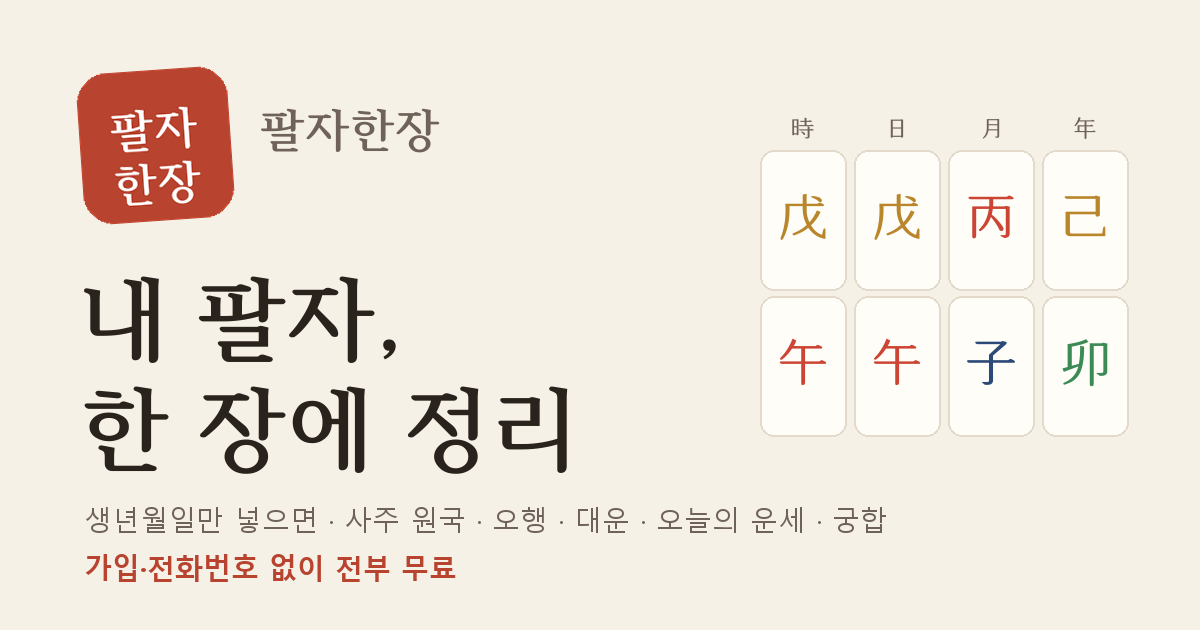 팔자
한장
팔자한장
내 팔자,
한 장에 정리
생년월일만 넣으면 · 사주 원국 · 오행 · 대운 · 오늘의 운세 · 궁합
가입·전화번호 없이 전부 무료
時 日 月 年
戊 戊 丙 己
午 午 子 卯